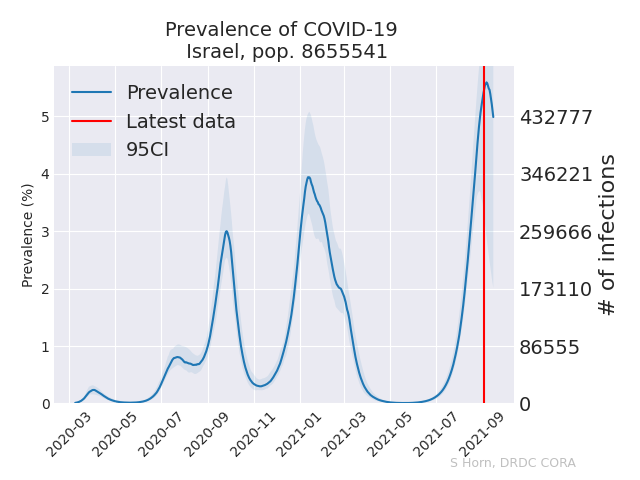 Prevalence of COVID-19
Israel, pop. 8655541
Prevalence
Latest data
95CI
Prevalence (%)
5
4
3
2
1
0
432777
346221
259666
173110
86555
0
# of infections
2020-03
2020-05
2020-07
2020-09
2020-11
2021-01
2021-03
2021-05
2021-07
2021-09
S Horn, DRDC CORA